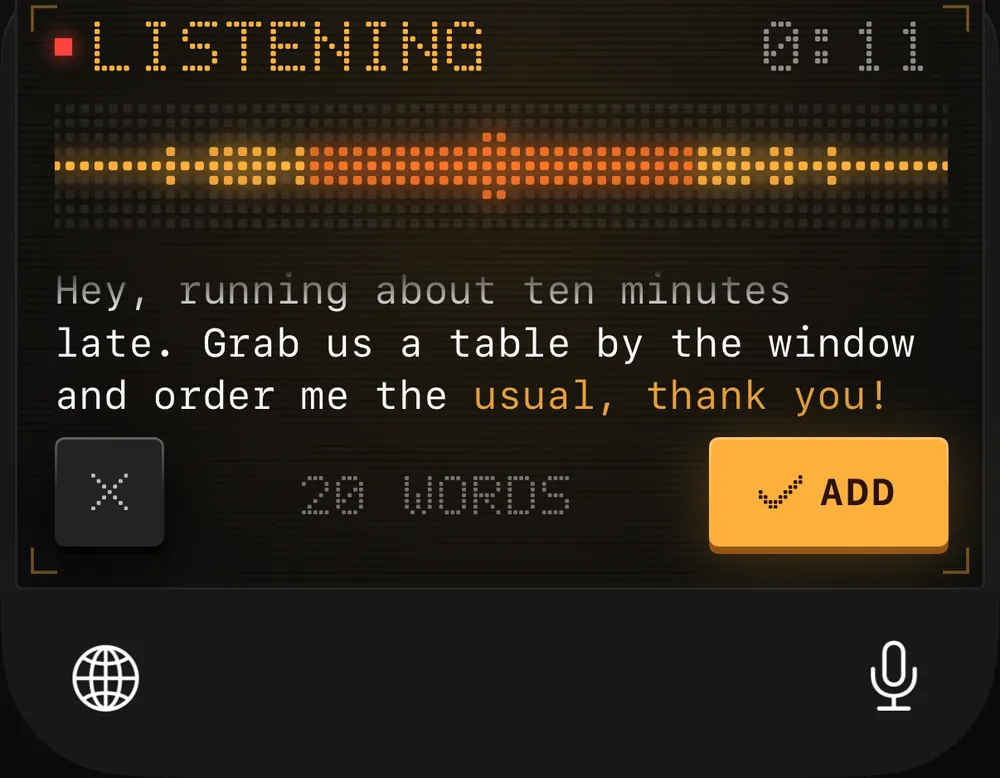 LISTENING 0:11
Hey, running about ten minutes
late. Grab us a table by the window
and order me the usual, thank you!
20 WORDS
ADD